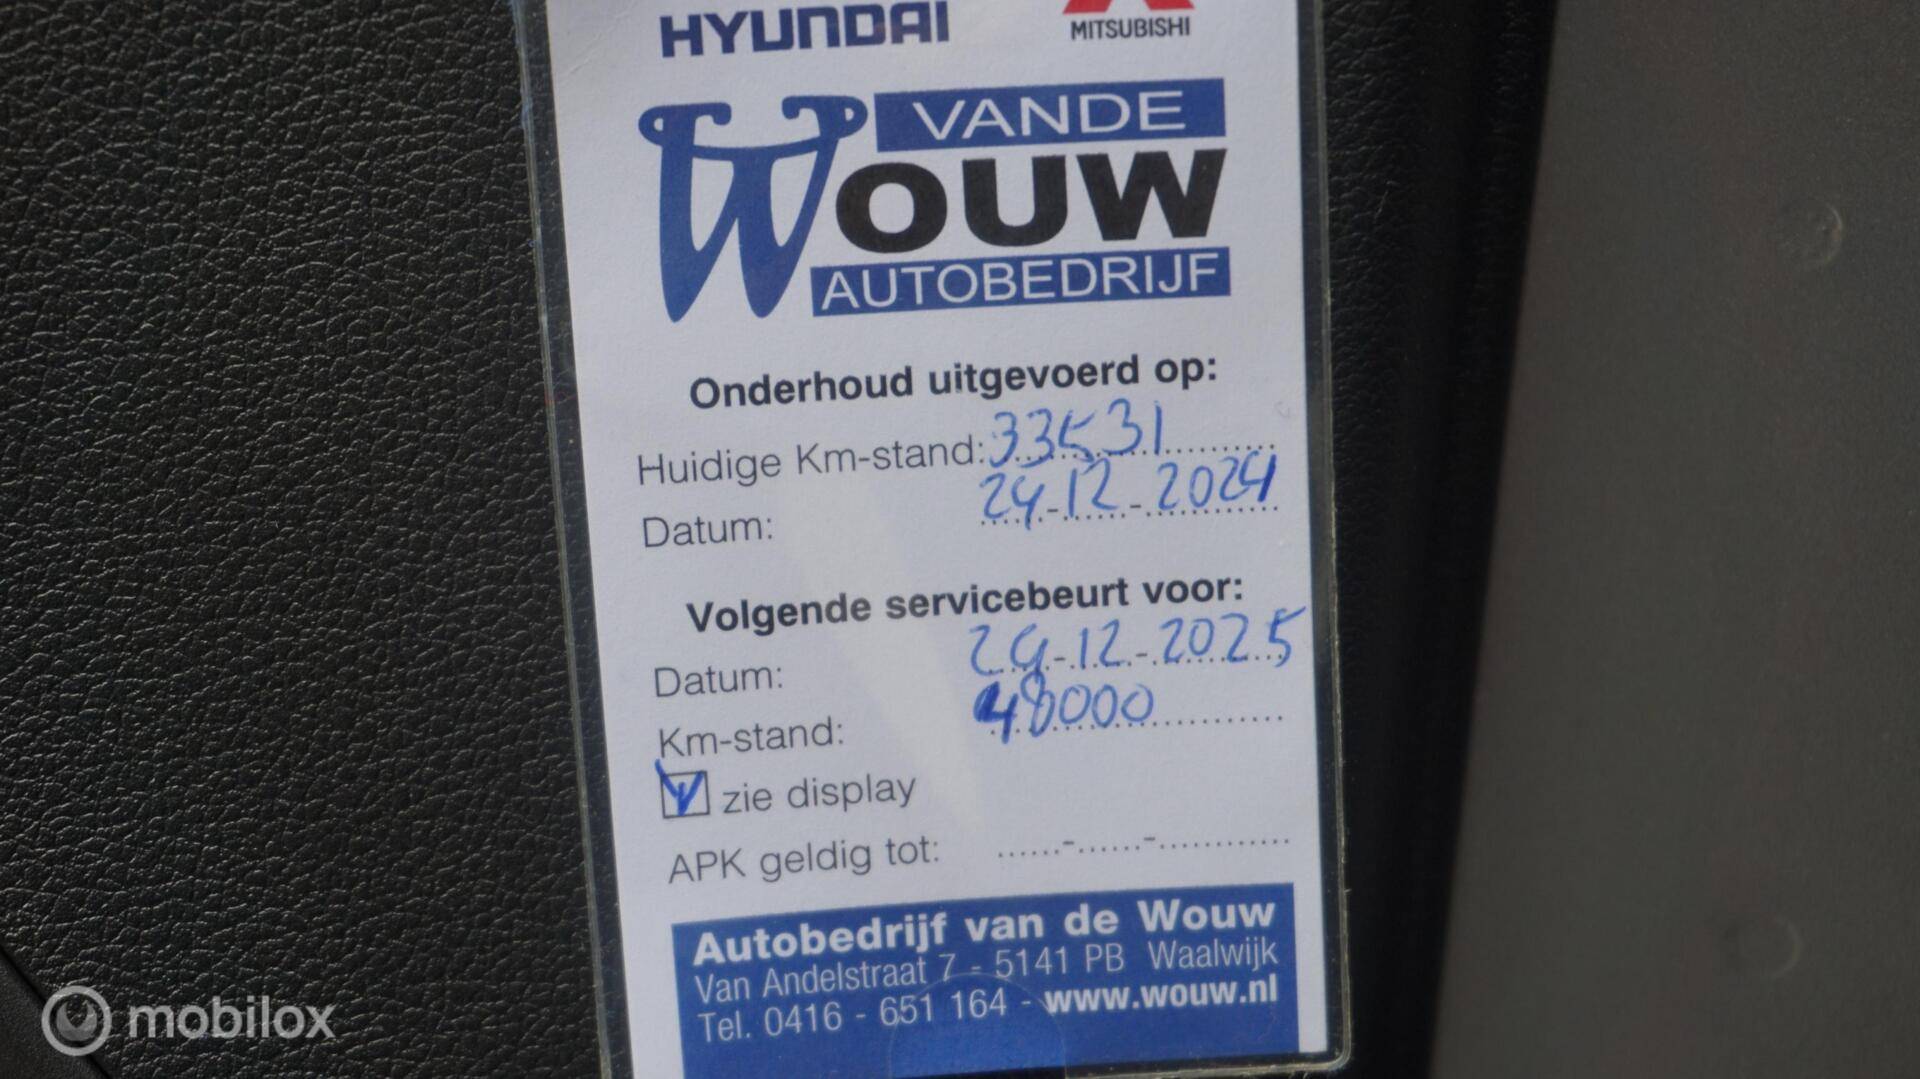 HYUNDAI
MITSUBISHI
VAN DE
WOUW
AUTOBEDRIJF
Onderhoud uitgevoerd op:
Huidige Km-stand: 33531
Datum: 24-12-2024
Volgende servicebeurt voor:
Datum: 24-12-2025
Km-stand: 48000
zie display
APK geldig tot: ......-......-............
Autobedrijf van de Wouw
Van Andelstraat 7 - 5141 PB Waalwijk
Tel. 0416 - 651 164 - www.wouw.nl
mobilox